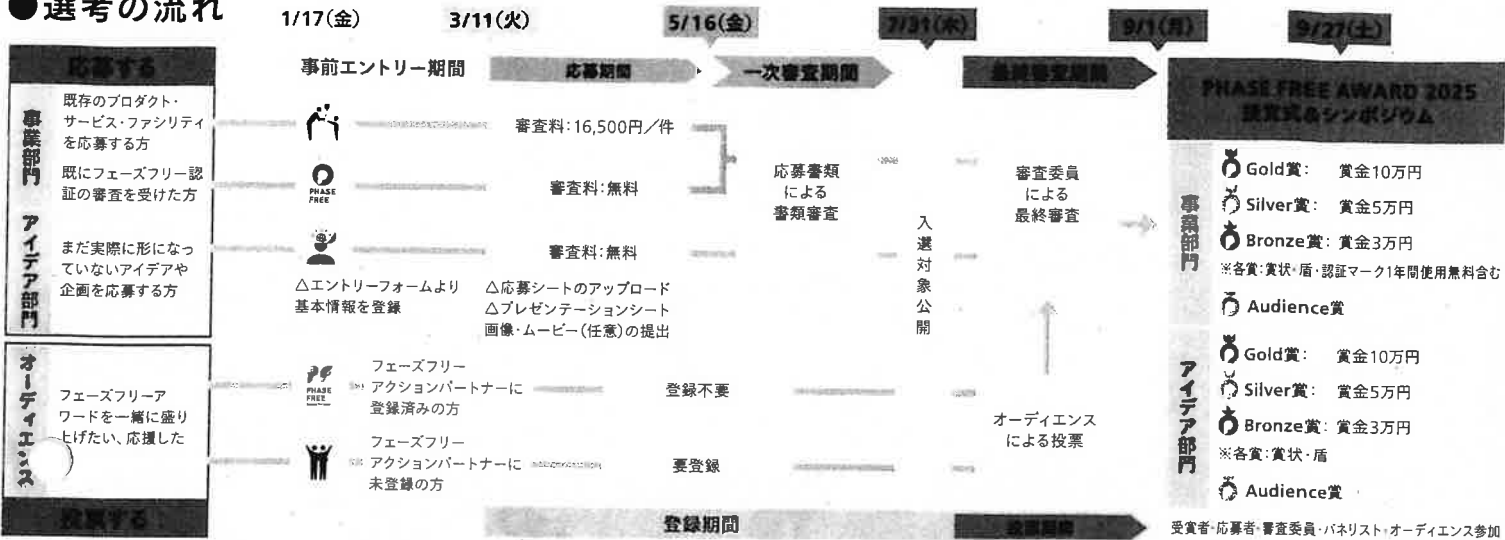 ●選考の流れ
1/17(金)
3/11(火)
5/16(金)
7/31(木)
9/1(月)
9/27(土)
応募する
事前エントリー期間
応募期間
一次審査期間
最終審査期間
PHASE FREE AWARD 2025
授賞式&シンポジウム
事業部門
既存のプロダクト・
サービス・ファシリティ
を応募する方
審査料:16,500円/件
既にフェーズフリー認
証の審査を受けた方
PHASE
FREE
審査料:無料
アイデア部門
まだ実際に形になっ
ていないアイデアや
企画を応募する方
審査料:無料
△エントリーフォームより
基本情報を登録
△応募シートのアップロード
△プレゼンテーションシート
画像・ムービー(任意)の提出
応募書類
による
書類審査
入選対象公開
審査委員
による
最終審査
オーディエンス
フェーズフリーア
ワードを一緒に盛り
上げたい、応援した
PHASE
FREE
フェーズフリー
アクションパートナーに
登録済みの方
登録不要
フェーズフリー
アクションパートナーに
未登録の方
要登録
オーディエンス
による投票
投票する
登録期間
投票期間
事業部門
Gold賞: 賞金10万円
Silver賞: 賞金5万円
Bronze賞: 賞金3万円
※各賞:賞状・盾・認証マーク1年間使用無料含む
Audience賞
アイデア部門
Gold賞: 賞金10万円
Silver賞: 賞金5万円
Bronze賞: 賞金3万円
※各賞:賞状・盾
Audience賞
受賞者・応募者・審査委員・パネリスト・オーディエンス参加